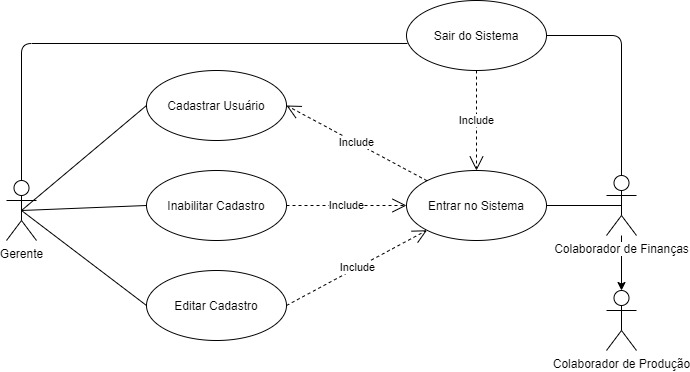 Sair do Sistema
Cadastrar Usuário
Include
Include
Inabilitar Cadastro
Include
Entrar no Sistema
Gerente
Colaborador de Finanças
Include
Editar Cadastro
Colaborador de Produção